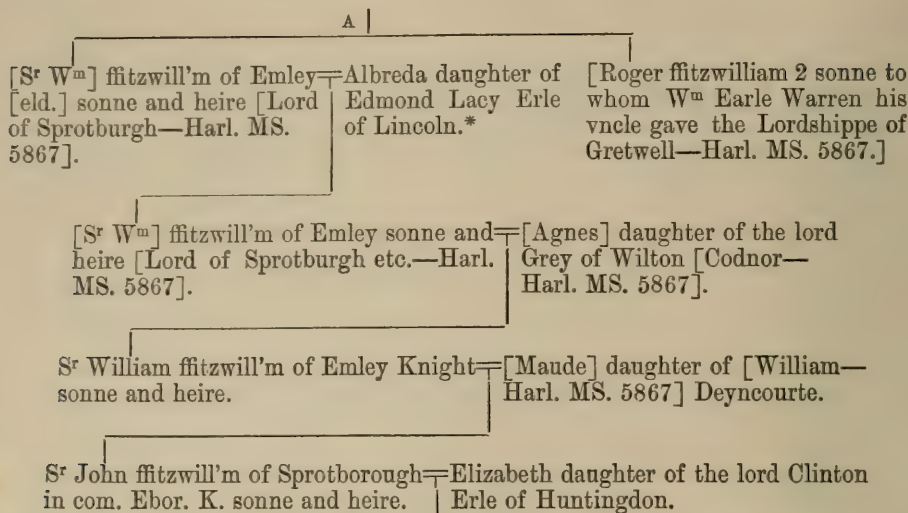 A
[Sʳ Wᵐ] ffitzwill'm of Emley
[eld.] sonne and heire [Lord
of Sprotburgh—Harl. MS.
5867].
Albreda daughter of
Edmond Lacy Erle
of Lincoln.*
[Roger ffitzwilliam 2 sonne to
whom Wᵐ Earle Warren his
vncle gave the Lordshippe of
Gretwell—Harl. MS. 5867.]
[Sʳ Wᵐ] ffitzwill'm of Emley sonne and
heire [Lord of Sprotburgh etc.—Harl.
MS. 5867].
[Agnes] daughter of the lord
Grey of Wilton [Codnor—
Harl. MS. 5867].
Sʳ William ffitzwill'm of Emley Knight
sonne and heire.
[Maude] daughter of [William—
Harl. MS. 5867] Deyncourte.
Sʳ John ffitzwill'm of Sprotborough
in com. Ebor. K. sonne and heire.
Elizabeth daughter of the lord Clinton
Erle of Huntingdon.